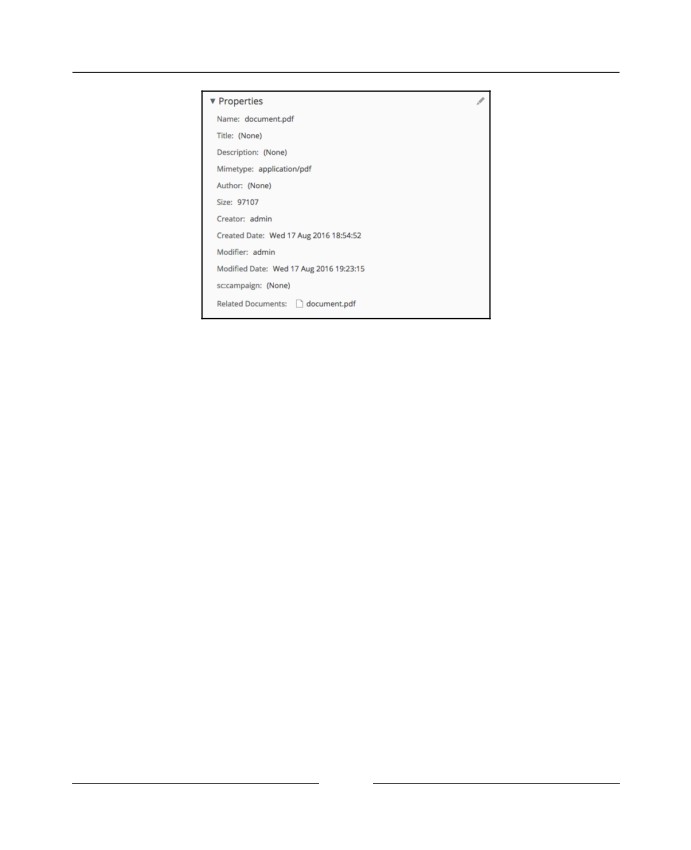 ▼ Properties
Name: document.pdf
Title: (None)
Description: (None)
Mimetype: application/pdf
Author: (None)
Size: 97107
Creator: admin
Created Date: Wed 17 Aug 2016 18:54:52
Modifier: admin
Modified Date: Wed 17 Aug 2016 19:23:15
sc:campaign: (None)
Related Documents: document.pdf